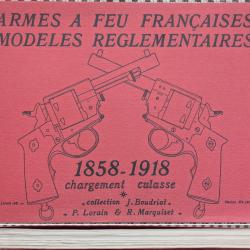 ARMES A FEU FRANÇAISES
MODELES REGLEMENTAIRES
1858-1918
chargement culasse
collection J. Boudriot
P. Lorain & R. Marquiset